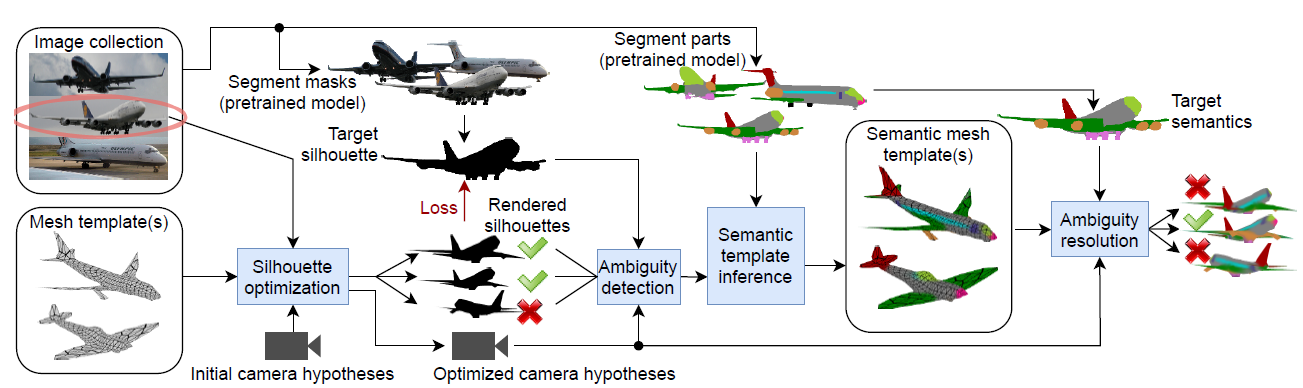 Image collection
Segment masks
(pretrained model)
Segment parts
(pretrained model)
Target
silhouette
Target
semantics
Semantic mesh
template(s)
Mesh template(s)
Loss
Rendered
silhouettes
Silhouette
optimization
Ambiguity
detection
Semantic
template
inference
Ambiguity
resolution
Initial camera hypotheses
Optimized camera hypotheses